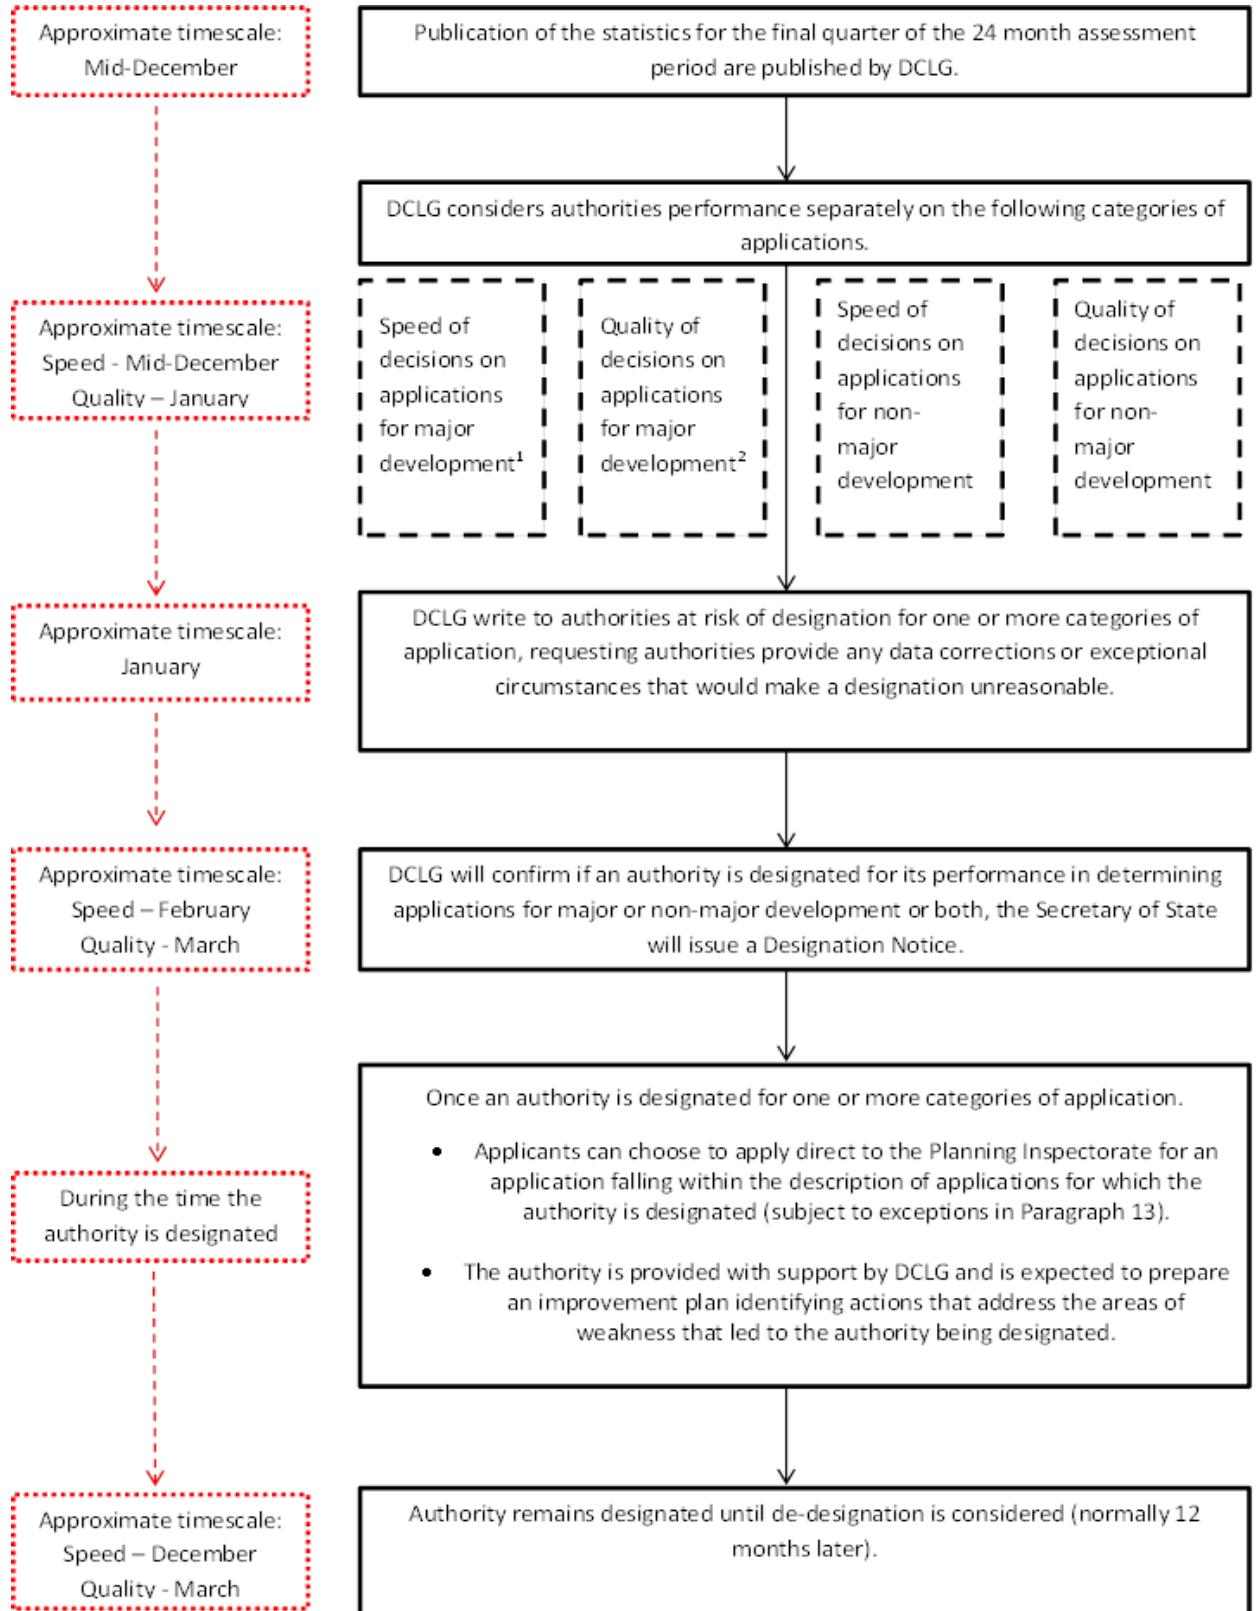 Approximate timescale:
Mid-December
Publication of the statistics for the final quarter of the 24 month assessment
period are published by DCLG.
DCLG considers authorities performance separately on the following categories of
applications.
Approximate timescale:
Speed - Mid-December
Quality – January
Speed of
decisions on
applications
for major
development¹
Quality of
decisions on
applications
for major
development²
Speed of
decisions on
applications
for non-
major
development
Quality of
decisions on
applications
for non-
major
development
Approximate timescale:
January
DCLG write to authorities at risk of designation for one or more categories of
application, requesting authorities provide any data corrections or exceptional
circumstances that would make a designation unreasonable.
Approximate timescale:
Speed – February
Quality - March
DCLG will confirm if an authority is designated for its performance in determining
applications for major or non-major development or both, the Secretary of State
will issue a Designation Notice.
During the time the
authority is designated
Once an authority is designated for one or more categories of application.
• Applicants can choose to apply direct to the Planning Inspectorate for an
application falling within the description of applications for which the
authority is designated (subject to exceptions in Paragraph 13).
• The authority is provided with support by DCLG and is expected to prepare
an improvement plan identifying actions that address the areas of
weakness that led to the authority being designated.
Approximate timescale:
Speed – December
Quality - March
Authority remains designated until de-designation is considered (normally 12
months later).